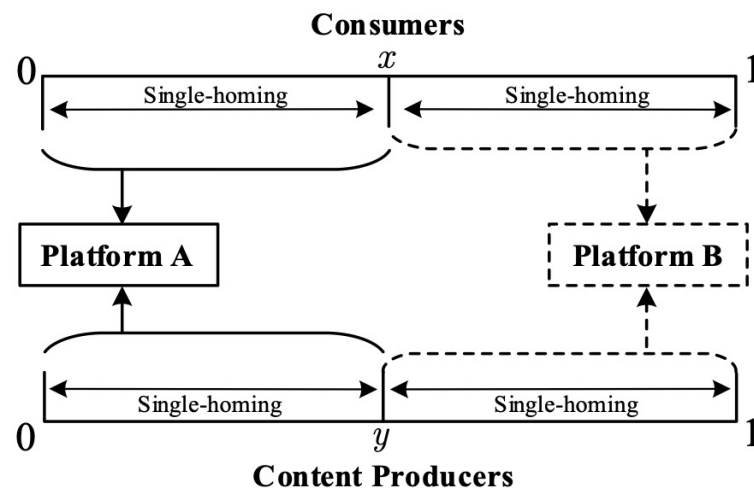 Consumers
0 x 1
Single-homing Single-homing
Platform A Platform B
Single-homing Single-homing
0 y 1
Content Producers